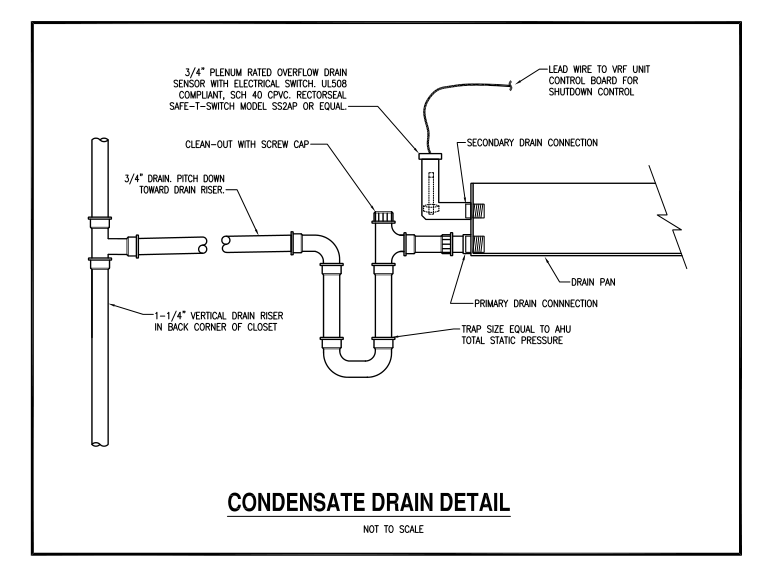 3/4" PLENUM RATED OVERFLOW DRAIN
SENSOR WITH ELECTRICAL SWITCH. UL508
COMPLIANT, SCH 40 CPVC. RECTORSEAL
SAFE-T-SWITCH MODEL SS2AP OR EQUAL.
LEAD WIRE TO VRF UNIT
CONTROL BOARD FOR
SHUTDOWN CONTROL
CLEAN-OUT WITH SCREW CAP
SECONDARY DRAIN CONNECTION
3/4" DRAIN. PITCH DOWN
TOWARD DRAIN RISER.
DRAIN PAN
PRIMARY DRAIN CONNNECTION
1-1/4" VERTICAL DRAIN RISER
IN BACK CORNER OF CLOSET
TRAP SIZE EQUAL TO AHU
TOTAL STATIC PRESSURE
CONDENSATE DRAIN DETAIL
NOT TO SCALE